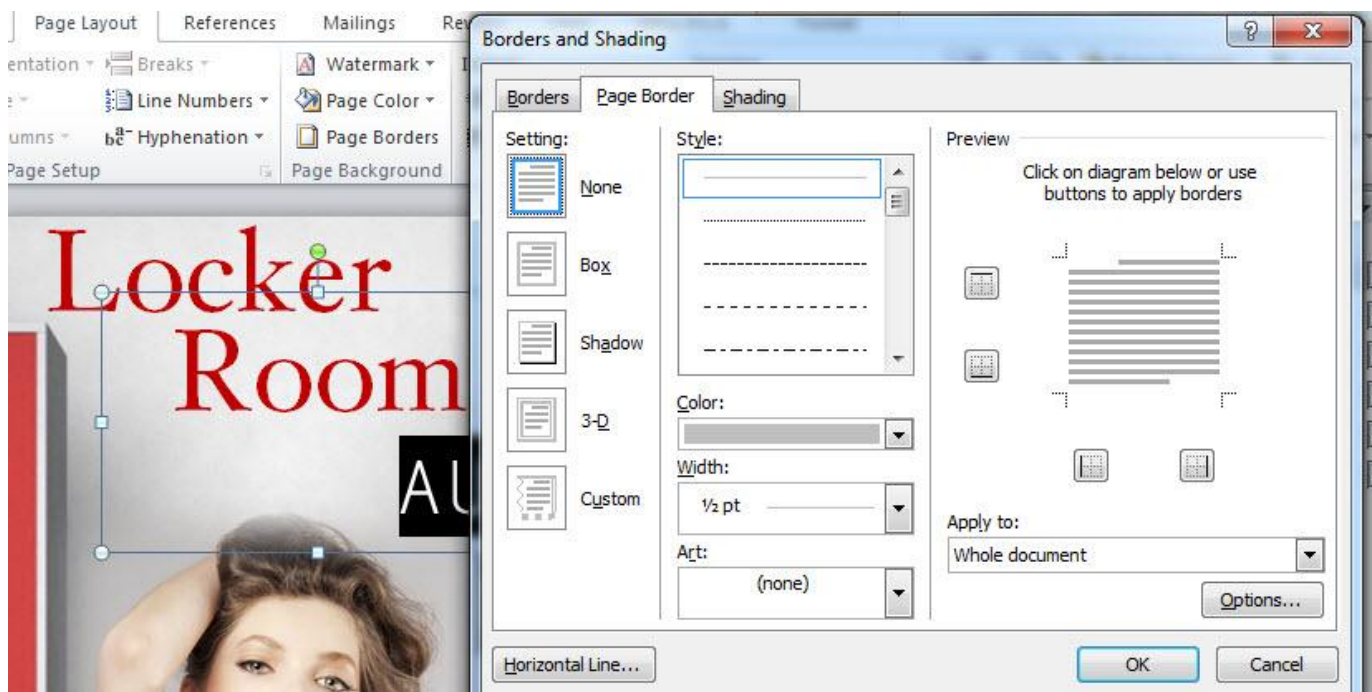 Page Layout References Mailings
Borders and Shading
Breaks
Watermark
Line Numbers
Page Color
Hyphenation
Page Borders
Page Setup
Page Background
Borders Page Border Shading
Setting:
None
Box
Shadow
3-D
Custom
Style:
Color:
Width:
½ pt
Art:
(none)
Preview
Click on diagram below or use
buttons to apply borders
Apply to:
Whole document
Options...
Horizontal Line...
OK Cancel
Locker
Room